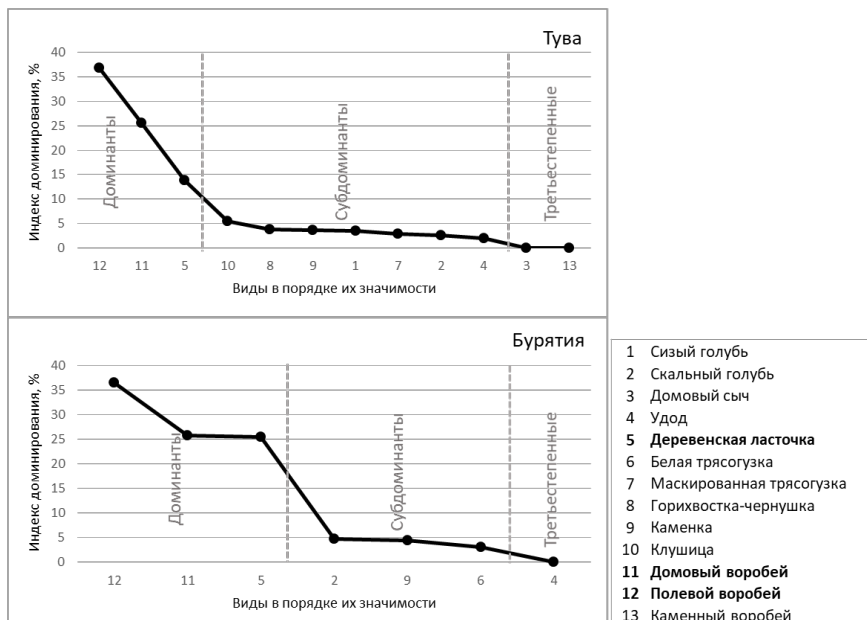 Тува
Индекс доминирования, %
40
35
30
25
20
15
10
5
0
Доминанты
Субдоминанты
Третьестепенные
12 11 5 10 8 9 1 7 2 4 3 13
Виды в порядке их значимости
Бурятия
Индекс доминирования, %
40
35
30
25
20
15
10
5
0
Доминанты
Субдоминанты
Третьестепенные
12 11 5 2 9 6 4
Виды в порядке их значимости
1 Сизый голубь
2 Скальный голубь
3 Домовый сыч
4 Удод
5 Деревенская ласточка
6 Белая трясогузка
7 Маскированная трясогузка
8 Горихвостка-чернушка
9 Каменка
10 Клушица
11 Домовый воробей
12 Полевой воробей
13 Каменный воробей